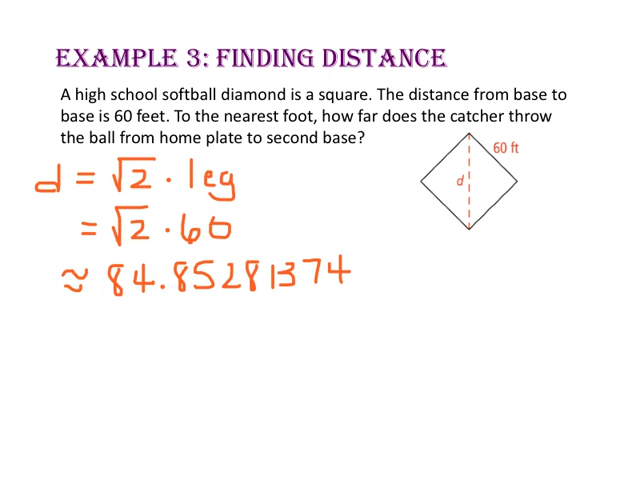 EXAMPLE 3: FINDING DISTANCE
A high school softball diamond is a square. The distance from base to
base is 60 feet. To the nearest foot, how far does the catcher throw
the ball from home plate to second base?
60 ft
d
d = √2 · leg
= √2 · 60
≈ 84.85281374